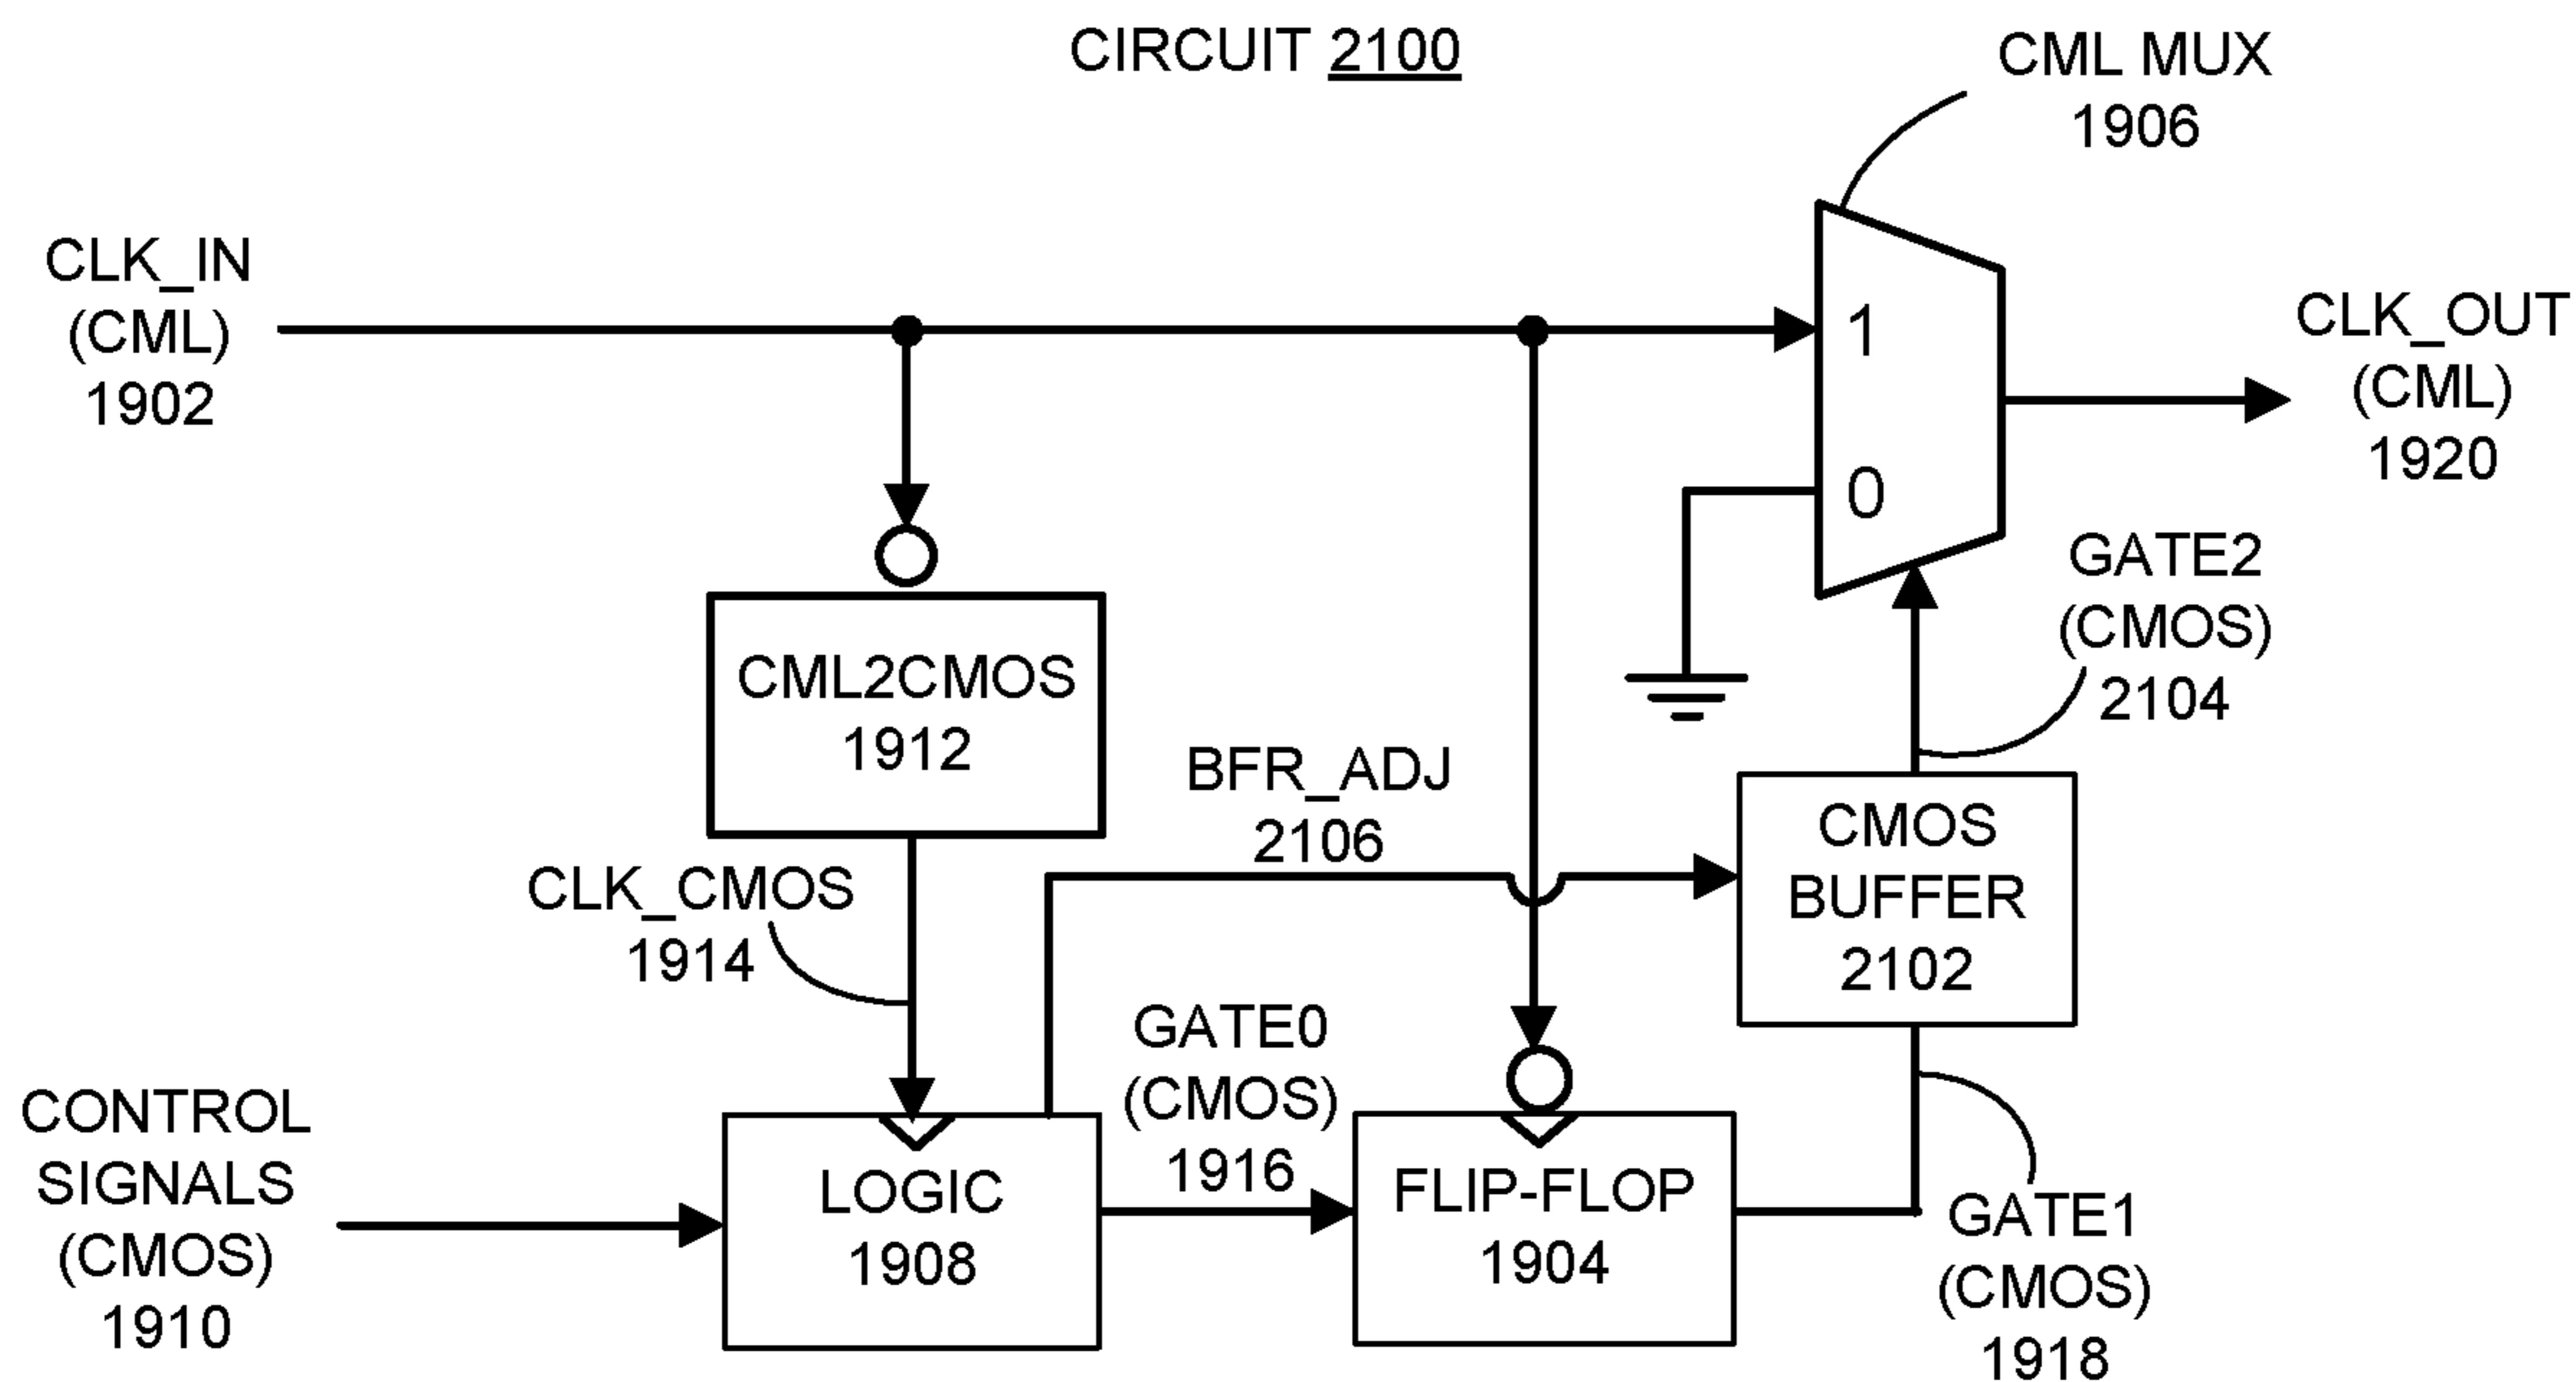 CIRCUIT 2100
CML MUX
1906
CLK_IN
(CML)
1902
1
0
CLK_OUT
(CML)
1920
GATE2
(CMOS)
2104
CML2CMOS
1912
BFR_ADJ
2106
CMOS
BUFFER
2102
CLK_CMOS
1914
GATE0
(CMOS)
1916
CONTROL
SIGNALS
(CMOS)
1910
LOGIC
1908
FLIP-FLOP
1904
GATE1
(CMOS)
1918